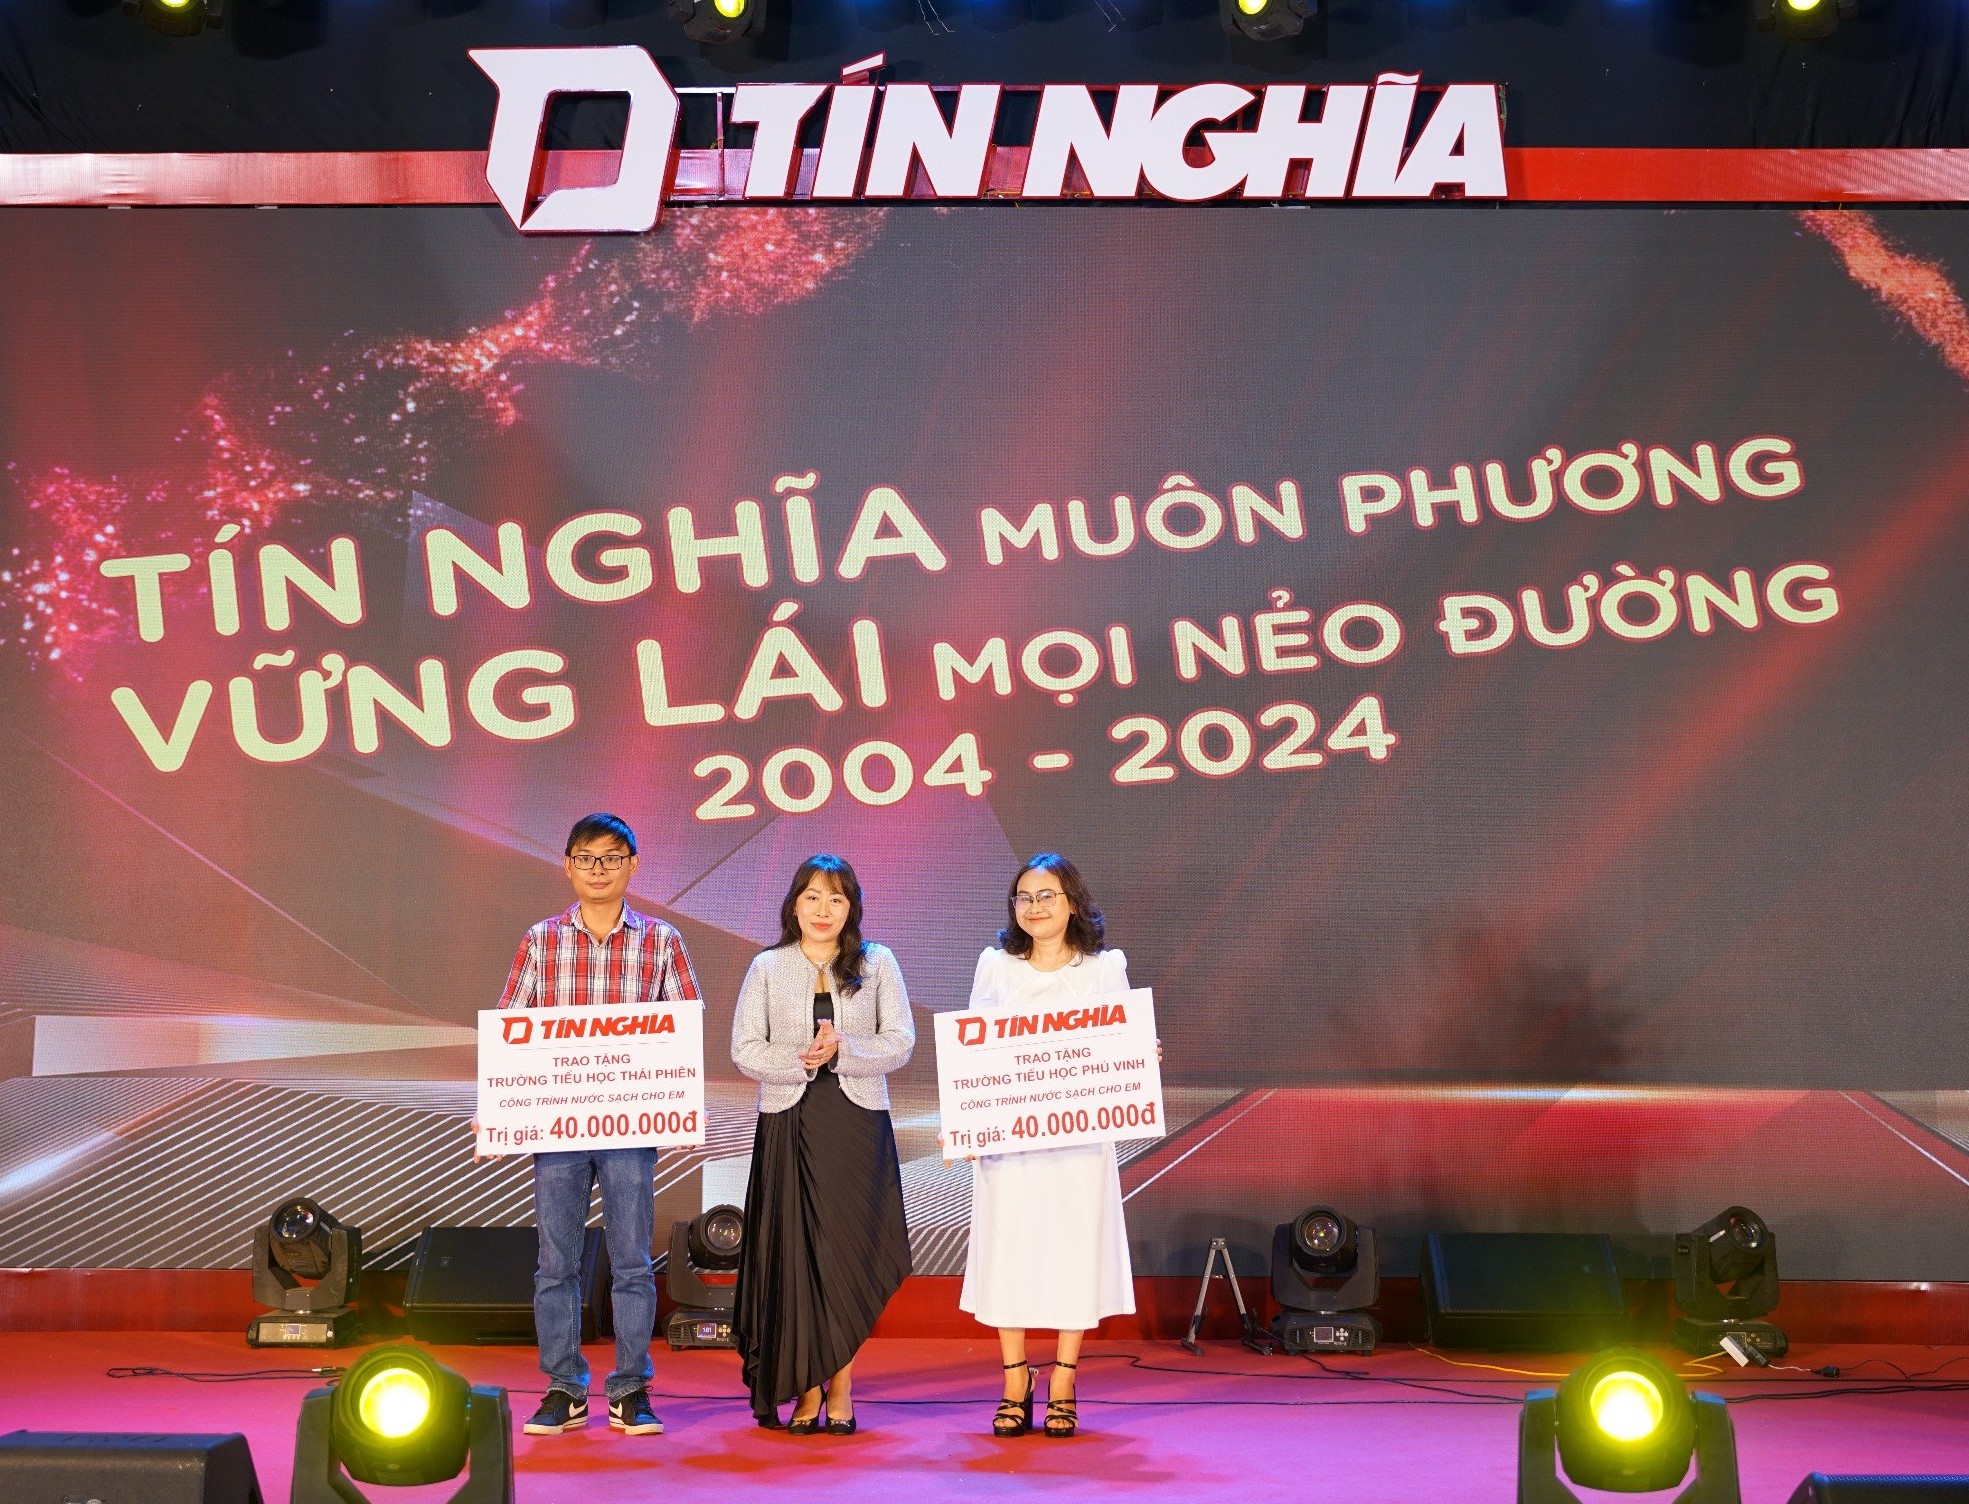 TÍN NGHĨA
TÍN NGHĨA MUÔN PHƯƠNG
VỮNG LÁI MỌI NẺO ĐƯỜNG
2004 - 2024
TÍN NGHĨA
TRAO TẶNG
TRƯỜNG TIỂU HỌC THÁI PHIÊN
CÔNG TRÌNH NƯỚC SẠCH CHO EM
Trị giá: 40.000.000đ
TÍN NGHĨA
TRAO TẶNG
TRƯỜNG TIỂU HỌC PHÚ VINH
CÔNG TRÌNH NƯỚC SẠCH CHO EM
Trị giá: 40.000.000đ